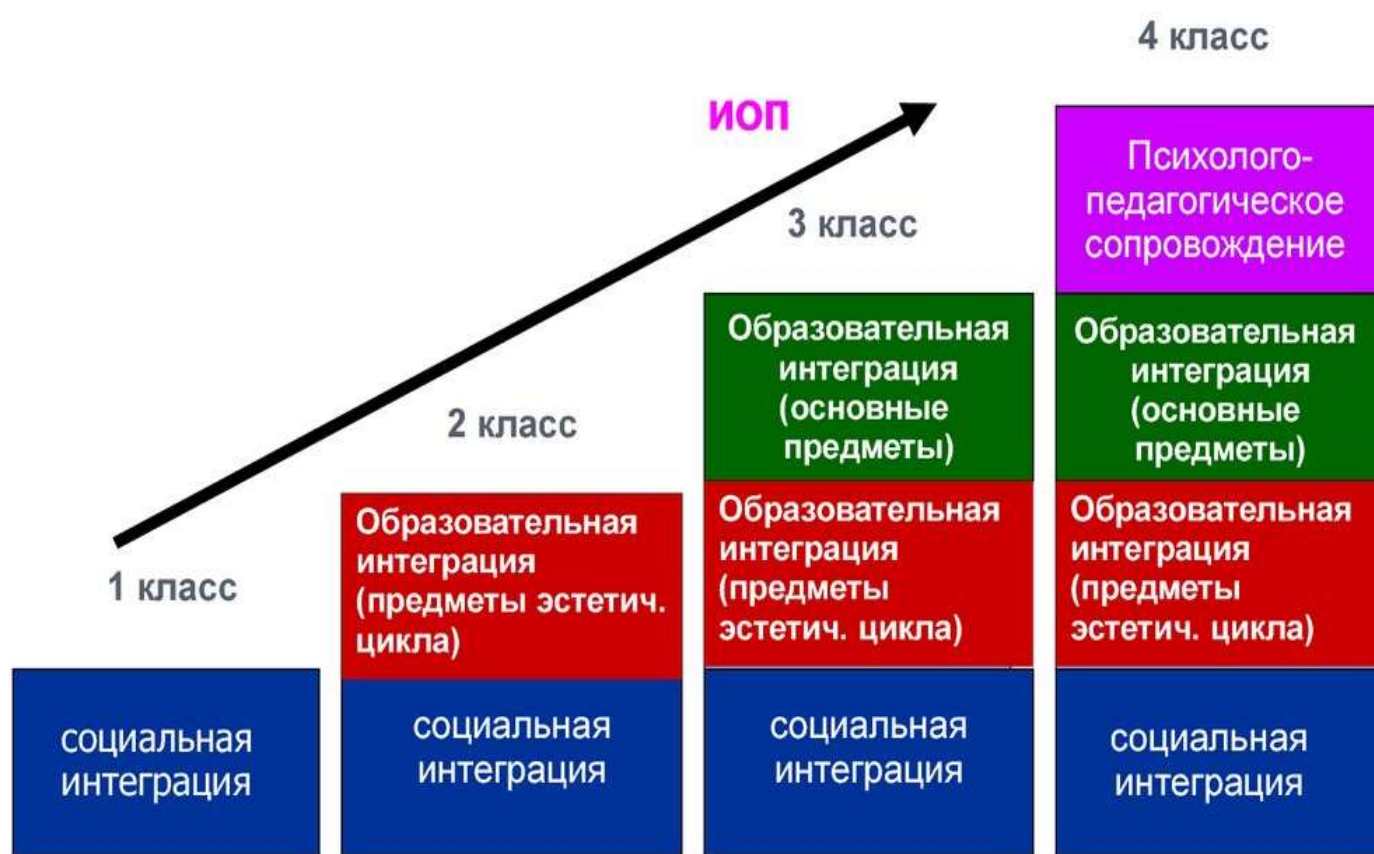 4 класс
ИОП
Психолого-
педагогическое
сопровождение
3 класс
Образовательная
интеграция
(основные
предметы)
Образовательная
интеграция
(основные
предметы)
2 класс
Образовательная
интеграция
(предметы эстетич.
цикла)
Образовательная
интеграция
(предметы
эстетич. цикла)
Образовательная
интеграция
(предметы
эстетич. цикла)
1 класс
социальная
интеграция
социальная
интеграция
социальная
интеграция
социальная
интеграция